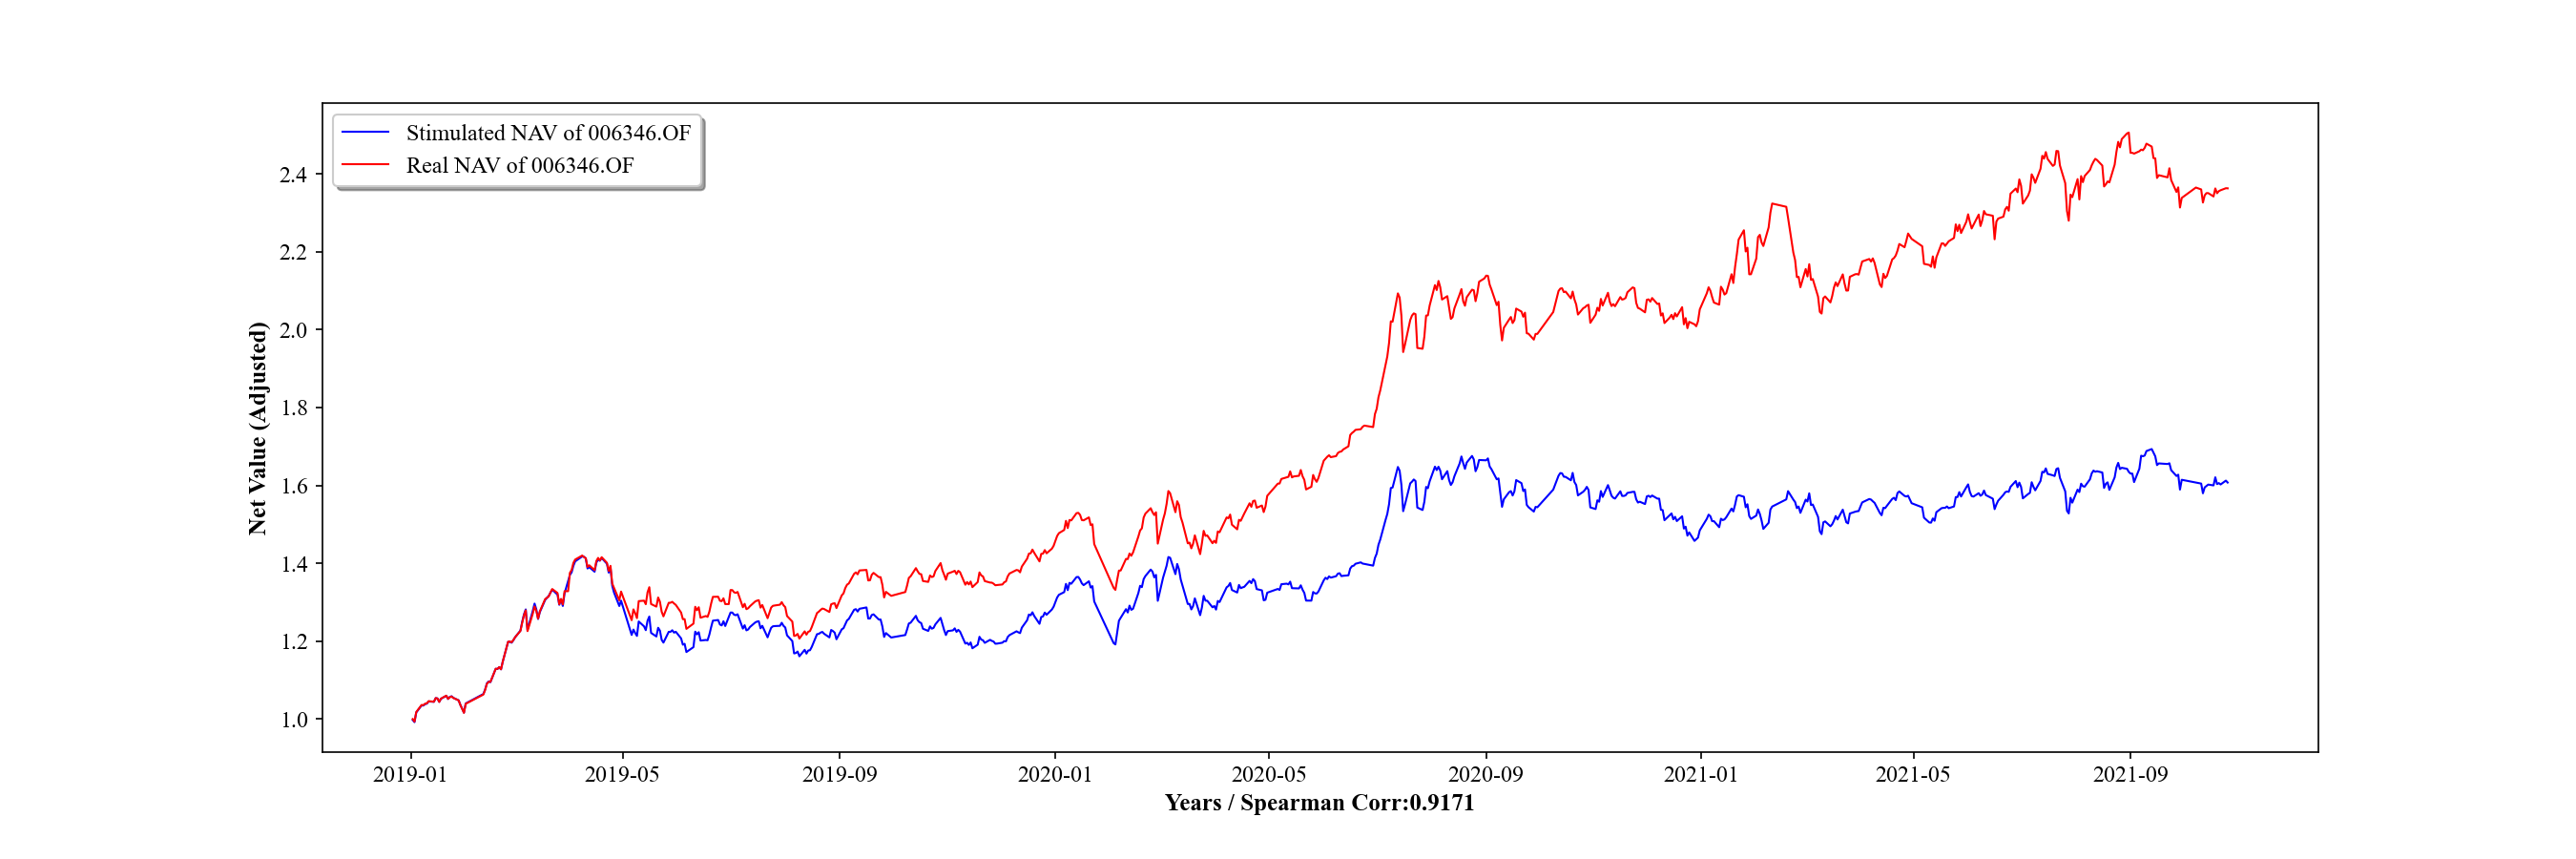 Stimulated NAV of 006346.OF
Real NAV of 006346.OF
Net Value (Adjusted)
2.4
2.2
2.0
1.8
1.6
1.4
1.2
1.0
2019-01 2019-05 2019-09 2020-01 2020-05 2020-09 2021-01 2021-05 2021-09
Years / Spearman Corr:0.9171